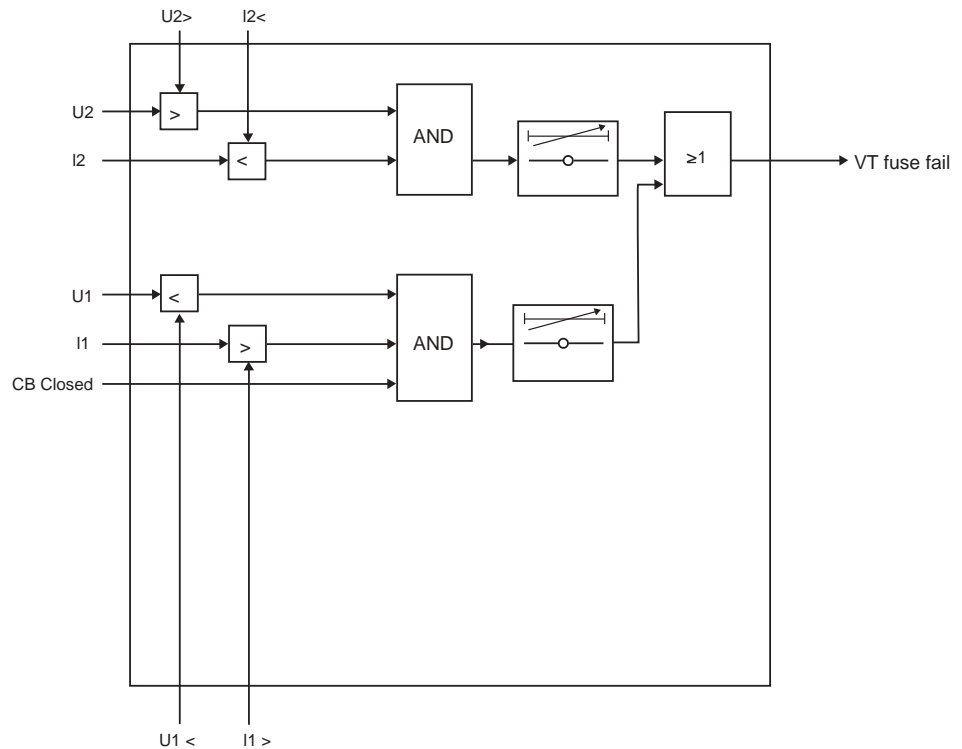 U2> I2<
U2 >
I2 <
AND
≥1
VT fuse fail
U1 <
I1 >
CB Closed
AND
U1 < I1 >